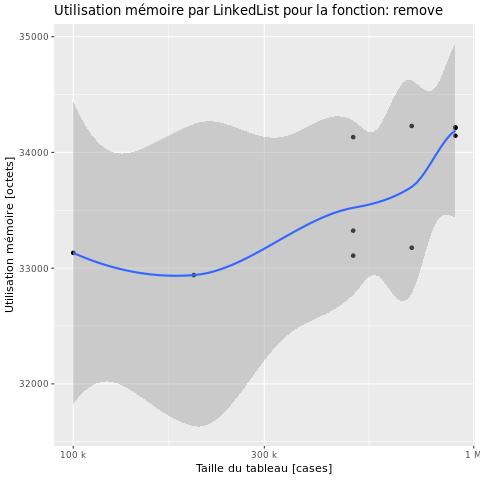 Utilisation mémoire par LinkedList pour la fonction: remove
35000
34000
33000
32000
Utilisation mémoire [octets]
100 k
300 k
1 M
Taille du tableau [cases]